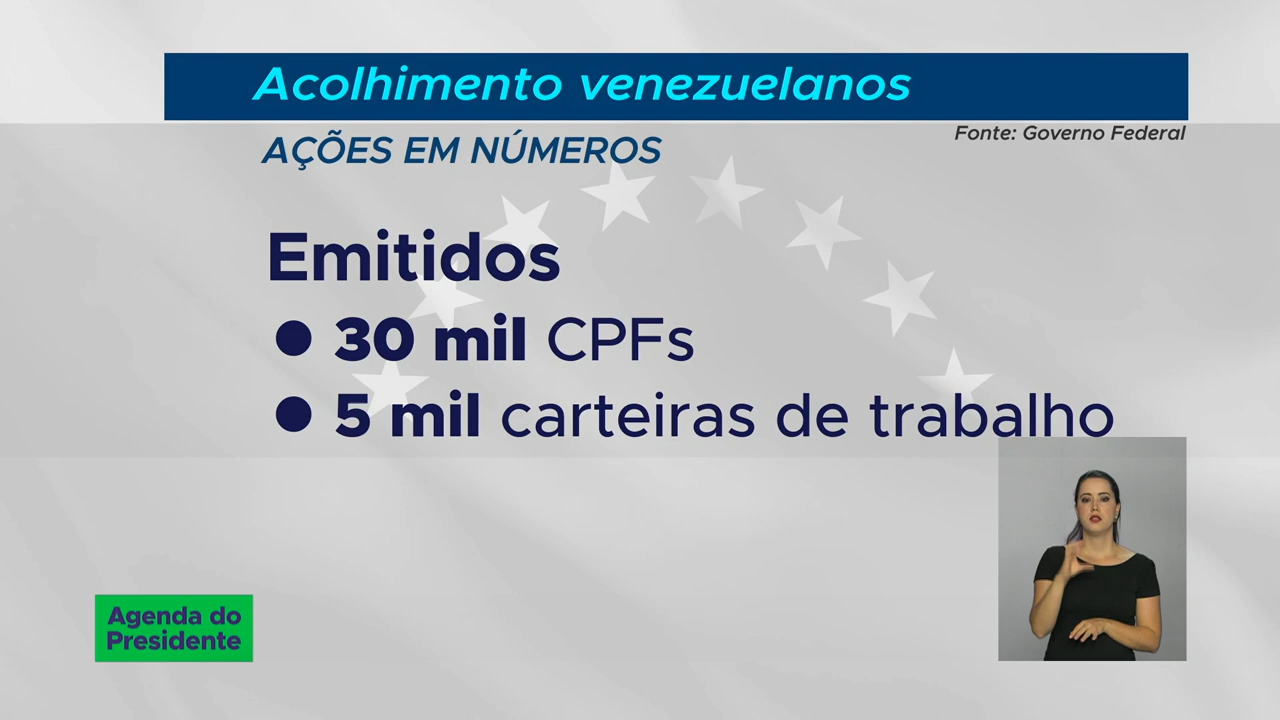 Acolhimento venezuelanos
Fonte: Governo Federal
AÇÕES EM NÚMEROS
Emitidos
● 30 mil CPFs
● 5 mil carteiras de trabalho
Agenda do
Presidente